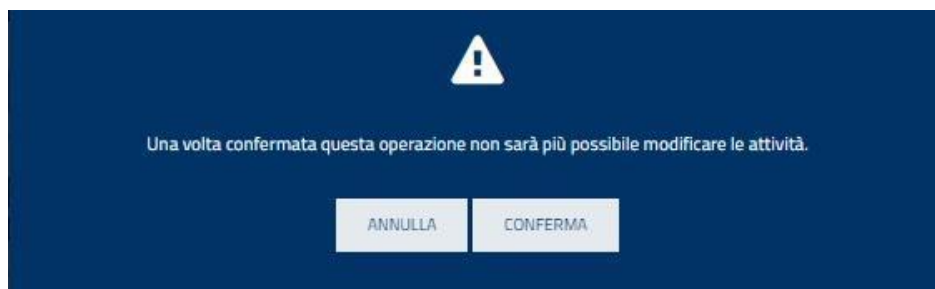 Una volta confermata questa operazione non sarà più possibile modificare le attività.
ANNULLA CONFERMA